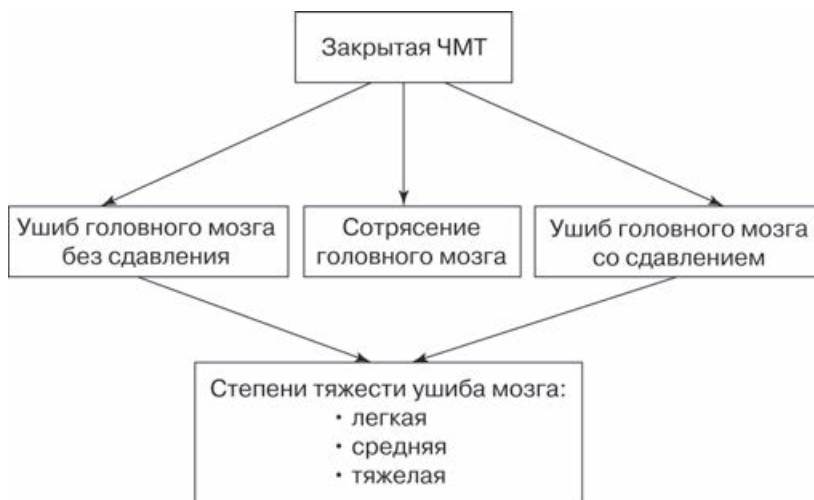 Закрытая ЧМТ
Ушиб головного мозга
без сдавления
Сотрясение
головного мозга
Ушиб головного мозга
со сдавлением
Степени тяжести ушиба мозга:
• легкая
• средняя
• тяжелая